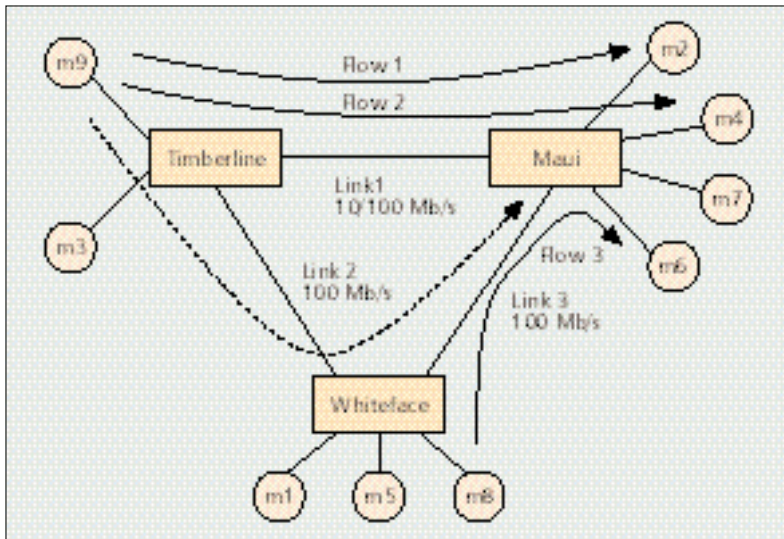 m9
Flow 1
m2
Flow 2
m4
Timberline
Maui
Link1
10/100 Mb/s
m7
m3
Link 2
100 Mb/s
Flow 3
m6
Link 3
100 Mb/s
Whiteface
m1
m5
m8